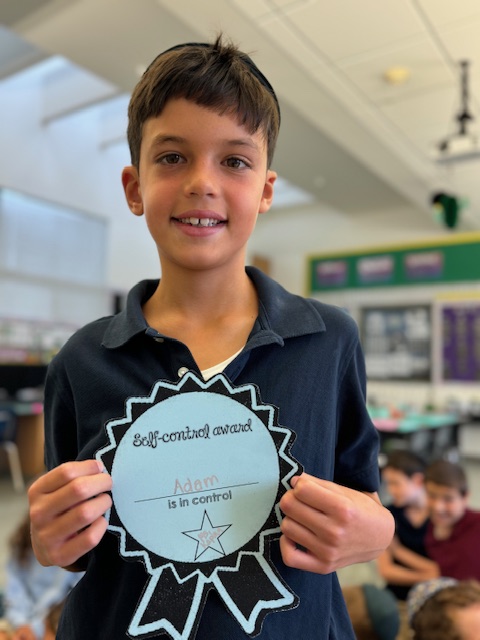 Self-control award
Adam
is in control